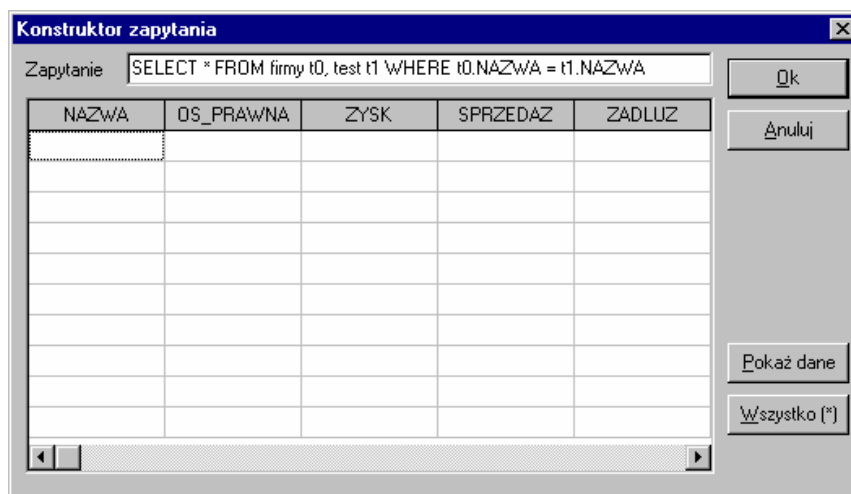 Konstruktor zapytania
Zapytanie SELECT * FROM firmy t0, test t1 WHERE t0.NAZWA = t1.NAZWA
Ok
NAZWA OS_PRAWNA ZYSK SPRZEDAZ ZADLUZ
Anuluj
Pokaż dane
Wszystko (*)